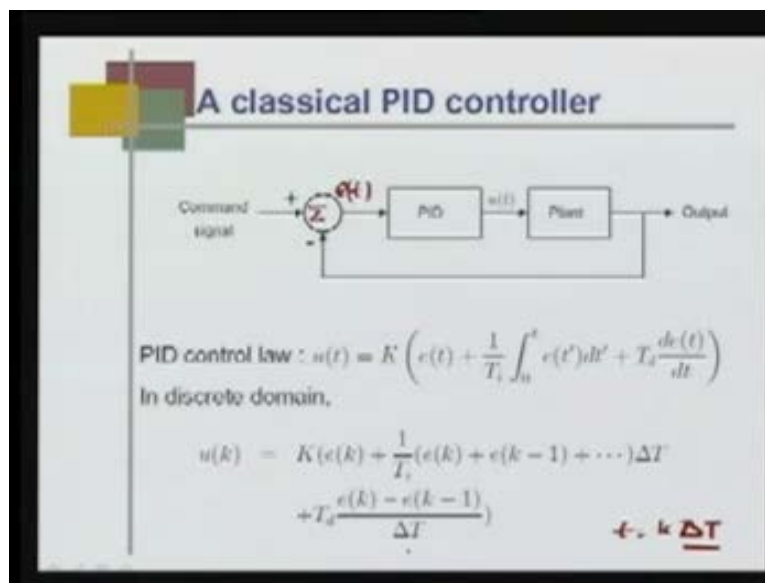 A classical PID controller
Command signal
+
Σ
e(t)
-
PID
u(t)
Plant
Output
PID control law : u(t) = K ( e(t) + 1/T_i ∫_0^t e(t')dt' + T_d de(t)/dt )
In discrete domain,
u(k) = K(e(k) + 1/T_i (e(k) + e(k − 1) + ⋯)ΔT
+T_d (e(k) − e(k − 1))/ΔT )
t. k ΔT